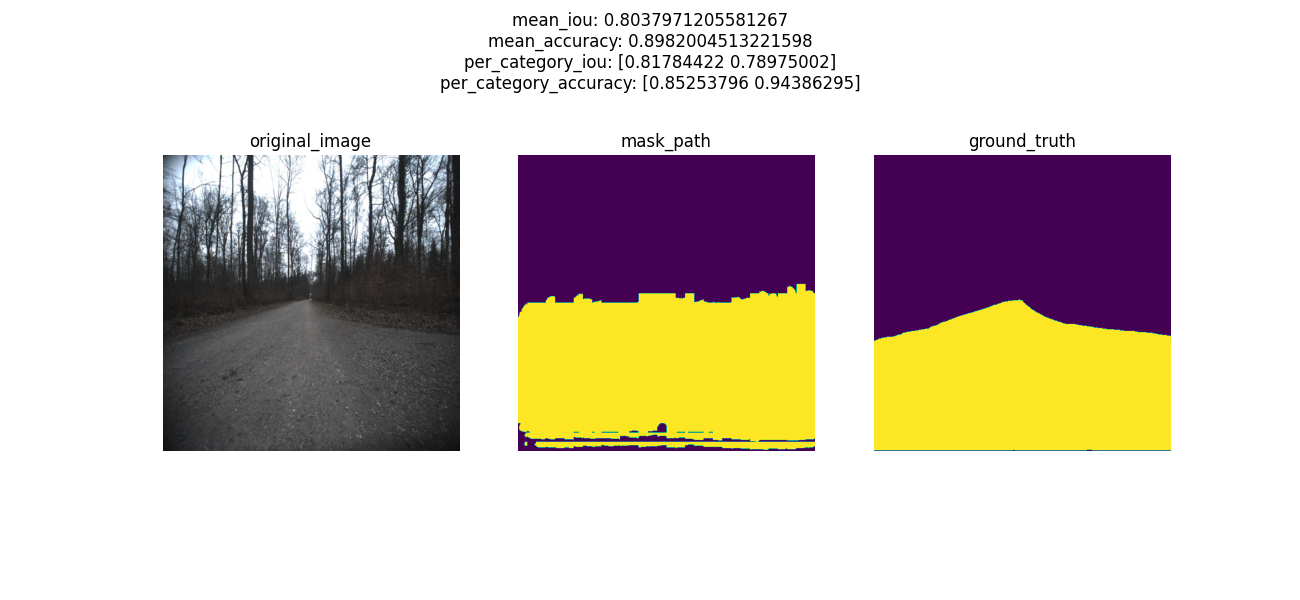 mean_iou: 0.8037971205581267
mean_accuracy: 0.8982004513221598
per_category_iou: [0.81784422 0.78975002]
per_category_accuracy: [0.85253796 0.94386295]
original_image
mask_path
ground_truth